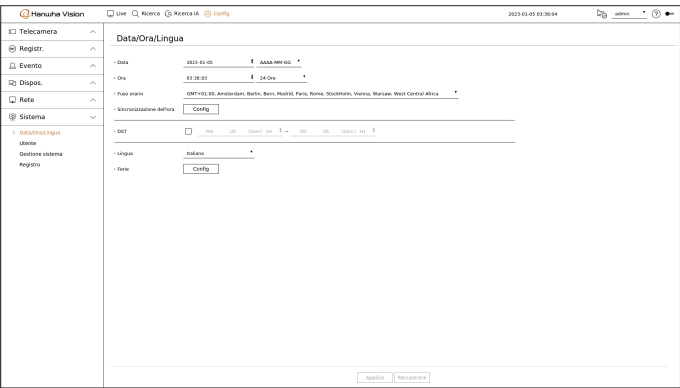 Hanwha Vision
Live Ricerca Ricerca IA Config
2023-01-05 03:38:04
admin
Telecamera
Registr.
Evento
Dispos.
Rete
Sistema
Data/Ora/Lingua
Utente
Gestione sistema
Registro
Data/Ora/Lingua
Data 2023-01-05 AAAA-MM-GG
Ora 03:38:03 24 Ore
Fuso orario GMT+01:00, Amsterdam, Berlin, Bern, Madrid, Paris, Rome, StockHolm, Vienna, Warsaw, West Central Africa
Sincronizzazione dell'ora Config
DST
Lingua Italiano
Ferie Config
Applica Recuperare